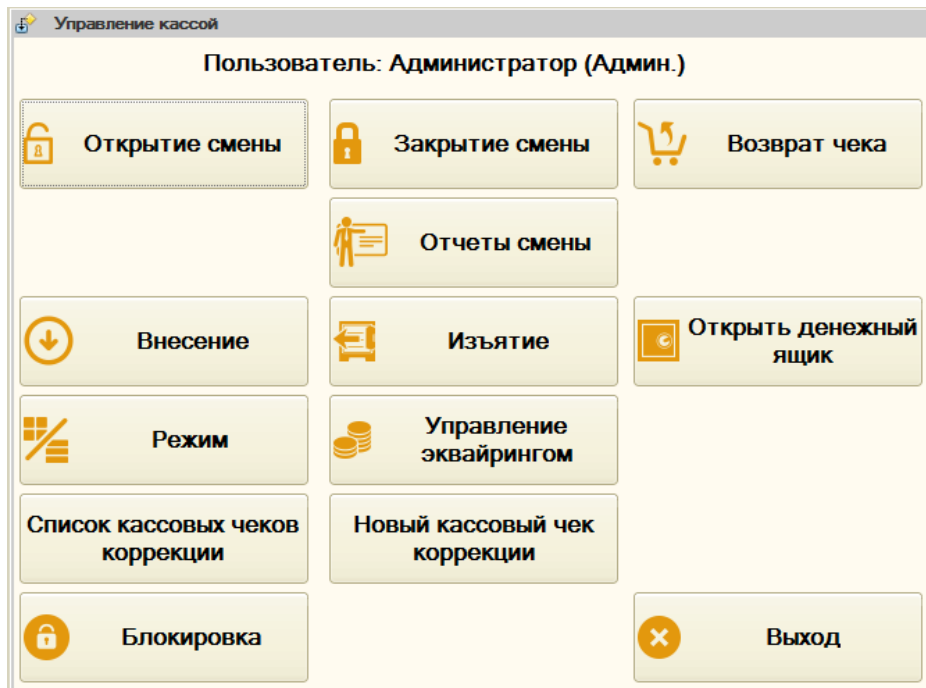 Управление кассой
Пользователь: Администратор (Админ.)
Открытие смены
Закрытие смены
Возврат чека
Отчеты смены
Внесение
Изъятие
Открыть денежный
ящик
Режим
Управление
эквайрингом
Список кассовых чеков
коррекции
Новый кассовый чек
коррекции
Блокировка
Выход